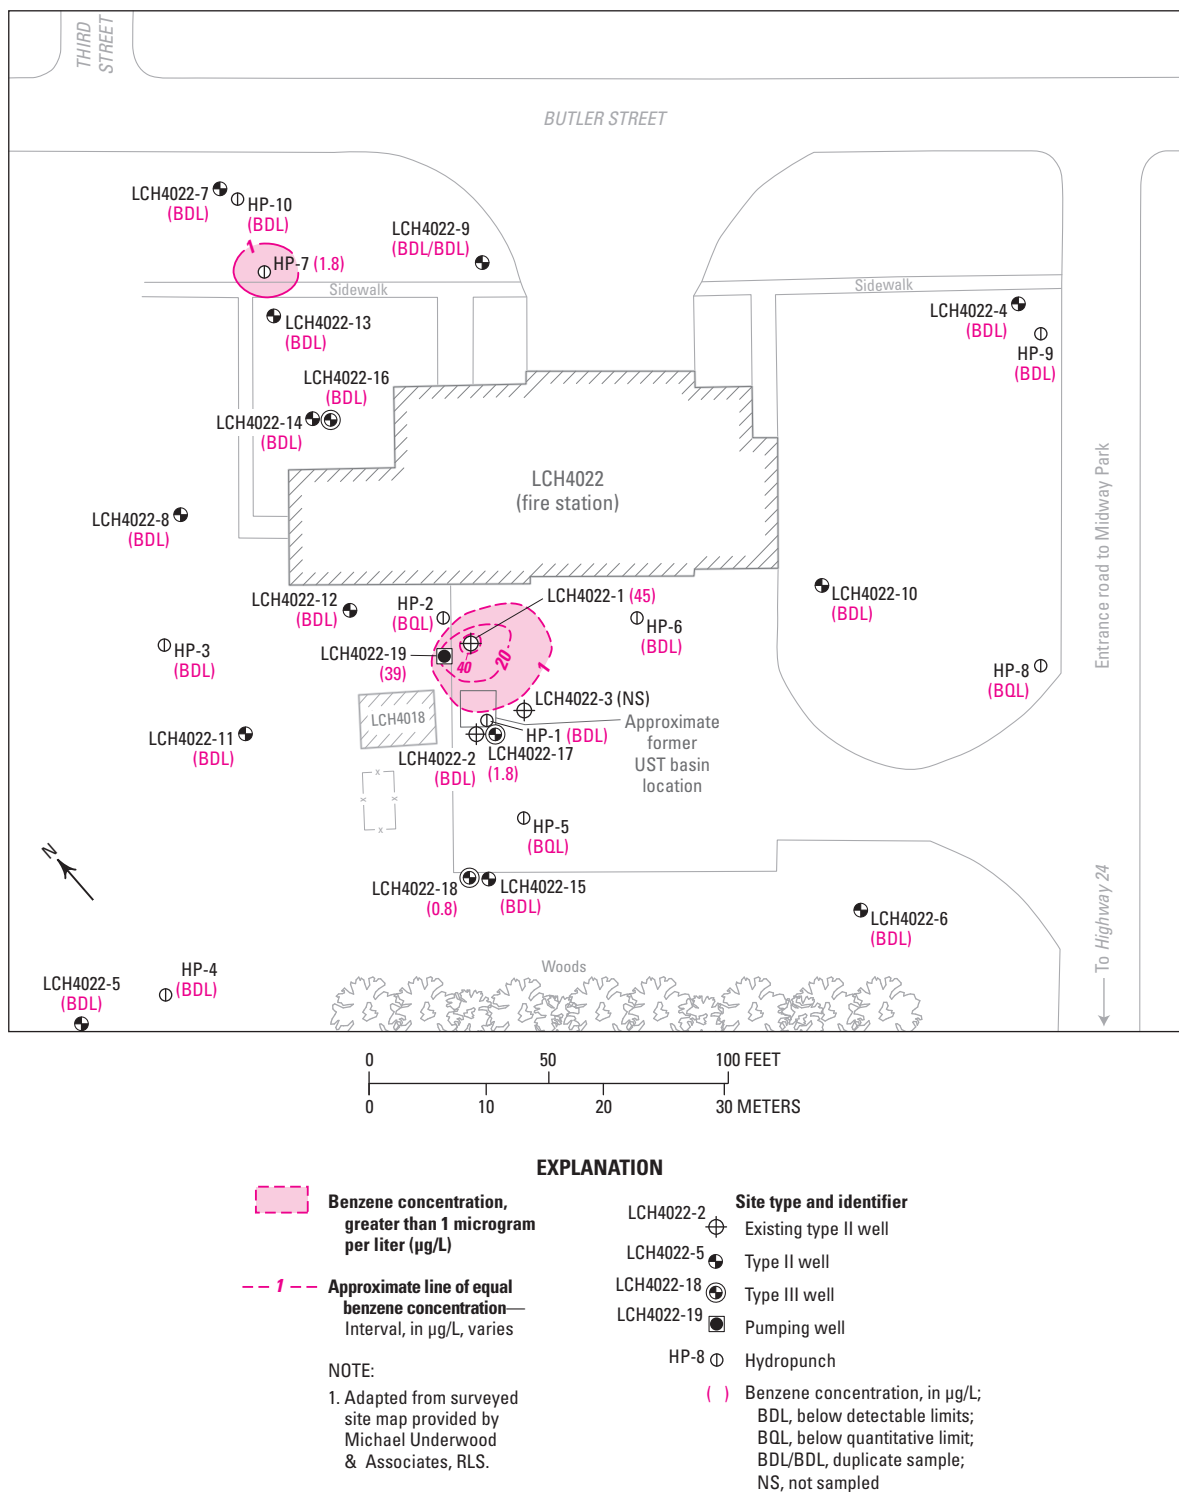 THIRD
STREET
BUTLER STREET
LCH4022-7
(BDL)
HP-10
(BDL)
1
HP-7 (1.8)
LCH4022-9
(BDL/BDL)
Sidewalk
Sidewalk
LCH4022-4
(BDL)
HP-9
(BDL)
LCH4022-13
(BDL)
LCH4022-16
(BDL)
LCH4022-14
(BDL)
LCH4022
(fire station)
Entrance road to Midway Park
LCH4022-8
(BDL)
LCH4022-12
(BDL)
HP-2
(BQL)
LCH4022-1 (45)
HP-6
(BDL)
LCH4022-10
(BDL)
HP-3
(BDL)
LCH4022-19
(39)
40
20
1
HP-8
(BQL)
LCH4018
LCH4022-3 (NS)
Approximate
former
UST basin
location
HP-1 (BDL)
LCH4022-11
(BDL)
LCH4022-2
(BDL)
LCH4022-17
(1.8)
x
x
x
x
HP-5
(BQL)
N
LCH4022-18
(0.8)
LCH4022-15
(BDL)
LCH4022-6
(BDL)
To Highway 24
Woods
HP-4
(BDL)
LCH4022-5
(BDL)
0 50 100 FEET
0 10 20 30 METERS
EXPLANATION
Benzene concentration,
greater than 1 microgram
per liter (µg/L)
1
Approximate line of equal
benzene concentration—
Interval, in µg/L, varies
NOTE:
1. Adapted from surveyed
site map provided by
Michael Underwood
& Associates, RLS.
Site type and identifier
LCH4022-2 Existing type II well
LCH4022-5 Type II well
LCH4022-18 Type III well
LCH4022-19 Pumping well
HP-8 Hydropunch
( ) Benzene concentration, in µg/L;
BDL, below detectable limits;
BQL, below quantitative limit;
BDL/BDL, duplicate sample;
NS, not sampled